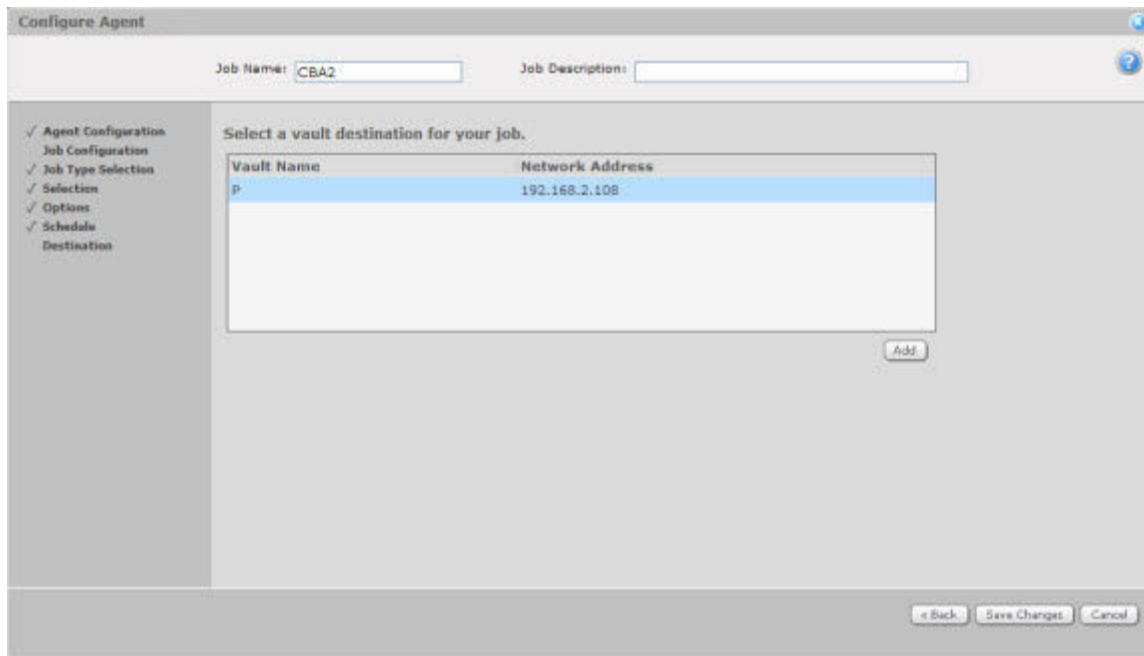 Configure Agent
Job Name: CBA2 Job Description:
?
✓ Agent Configuration
Job Configuration
✓ Job Type Selection
✓ Selection
✓ Options
✓ Schedule
Destination
Select a vault destination for your job.
Vault Name Network Address
P 192.168.2.108
Add
< Back Save Changes Cancel